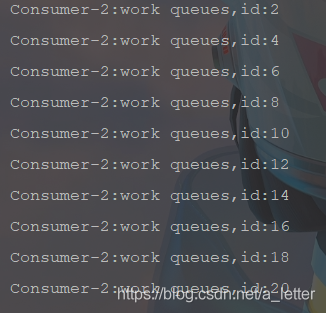 Consumer-2:work queues,id:2
Consumer-2:work queues,id:4
Consumer-2:work queues,id:6
Consumer-2:work queues,id:8
Consumer-2:work queues,id:10
Consumer-2:work queues,id:12
Consumer-2:work queues,id:14
Consumer-2:work queues,id:16
Consumer-2:work queues,id:18
Consumer-2:work queues,id:20
https://blog.csdn.net/a_letter